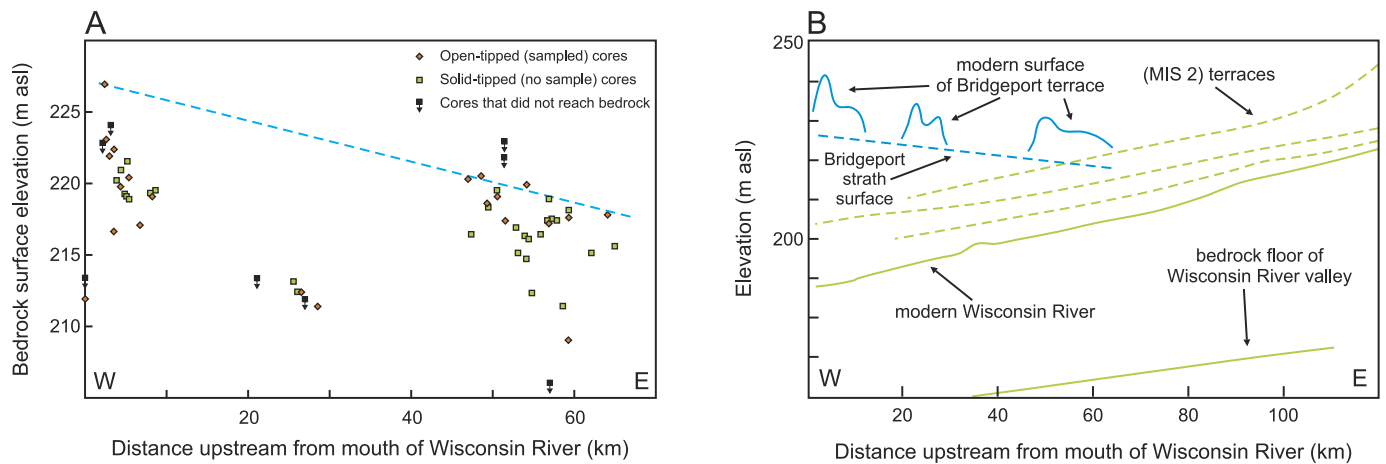 A
Open-tipped (sampled) cores
Solid-tipped (no sample) cores
Cores that did not reach bedrock
Bedrock surface elevation (m asl)
225
220
215
210
W
E
20
40
60
Distance upstream from mouth of Wisconsin River (km)
B
250
200
Elevation (m asl)
modern surface
of Bridgeport terrace
(MIS 2) terraces
Bridgeport
strath
surface
modern Wisconsin River
bedrock floor of
Wisconsin River valley
W
E
20
40
60
80
100
Distance upstream from mouth of Wisconsin River (km)